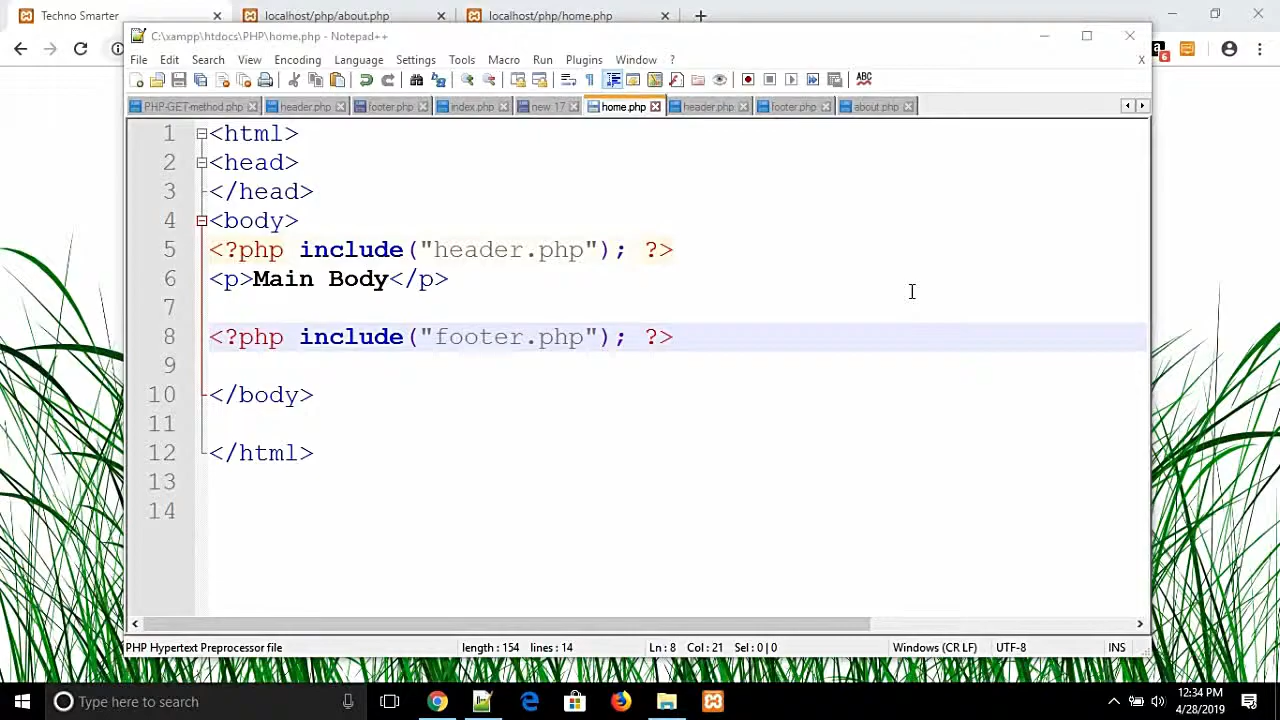 Techno Smarter
localhost/php/about.php
localhost/php/home.php
C:\xampp\htdocs\PHP\home.php - Notepad++
File Edit Search View Encoding Language Settings Tools Macro Run Plugins Window ? X
ABC
6
PHP-GET-method.php header.php footer.php index.php new 17 home.php header.php footer.php about.php
1 <html>
2 <head>
3 </head>
4 <body>
5 <?php include("header.php"); ?>
6 <p>Main Body</p>
7
8 <?php include("footer.php"); ?>
9
10 </body>
11
12 </html>
13
14
PHP Hypertext Preprocessor file length : 154 lines : 14 Ln : 8 Col : 21 Sel : 0 | 0 Windows (CR LF) UTF-8 INS
Type here to search
12:34 PM
4/28/2019